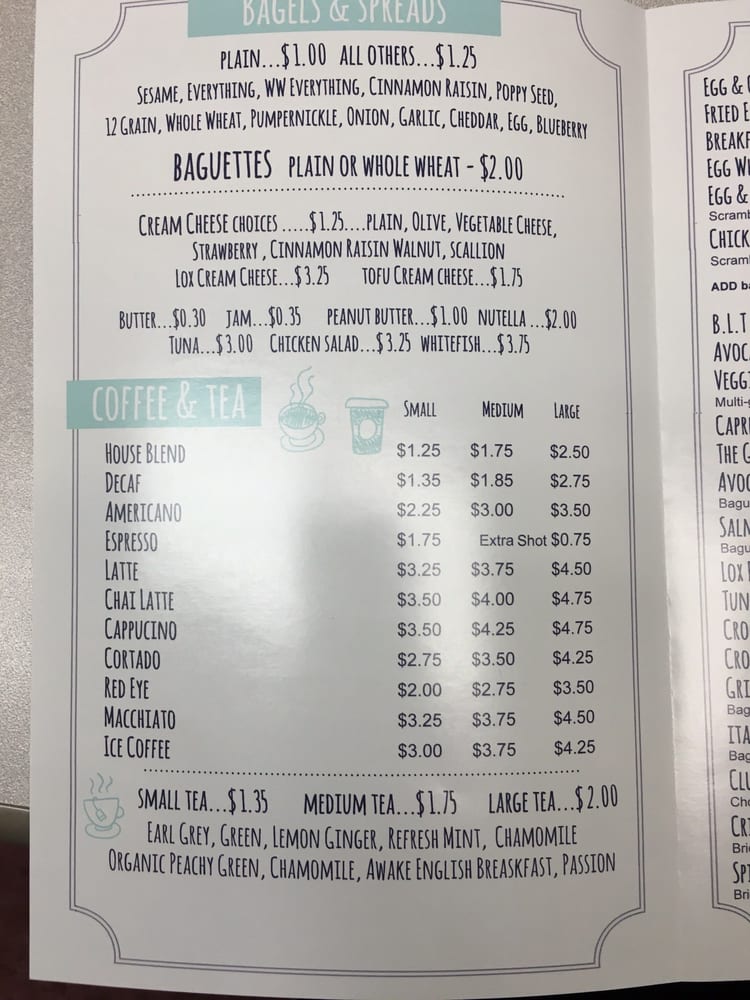 BAGELS & SPREADS
PLAIN...$1.00 ALL OTHERS...$1.25
SESAME, EVERYTHING, WW EVERYTHING, CINNAMON RAISIN, POPPY SEED,
12 GRAIN, WHOLE WHEAT, PUMPERNICKLE, ONION, GARLIC, CHEDDAR, EGG, BLUEBERRY
BAGUETTES PLAIN OR WHOLE WHEAT - $2.00
CREAM CHEESE CHOICES .....$1.25....PLAIN, OLIVE, VEGETABLE CHEESE,
STRAWBERRY , CINNAMON RAISIN WALNUT, SCALLION
LOX CREAM CHEESE...$3.25 TOFU CREAM CHEESE...$1.75
BUTTER...$0.30 JAM...$0.35 PEANUT BUTTER...$1.00 NUTELLA ...$2.00
TUNA...$3.00 CHICKEN SALAD...$3.25 WHITEFISH...$3.75
COFFEE & TEA SMALL MEDIUM LARGE
HOUSE BLEND $1.25 $1.75 $2.50
DECAF $1.35 $1.85 $2.75
AMERICANO $2.25 $3.00 $3.50
ESPRESSO $1.75 Extra Shot $0.75
LATTE $3.25 $3.75 $4.50
CHAI LATTE $3.50 $4.00 $4.75
CAPPUCINO $3.50 $4.25 $4.75
CORTADO $2.75 $3.50 $4.25
RED EYE $2.00 $2.75 $3.50
MACCHIATO $3.25 $3.75 $4.50
ICE COFFEE $3.00 $3.75 $4.25
SMALL TEA...$1.35 MEDIUM TEA...$1.75 LARGE TEA...$2.00
EARL GREY, GREEN, LEMON GINGER, REFRESH MINT, CHAMOMILE
ORGANIC PEACHY GREEN, CHAMOMILE, AWAKE ENGLISH BREASKFAST, PASSION
EGG &
FRIED
EGG
EGG &
ADD
B.L.T
THE
LOX